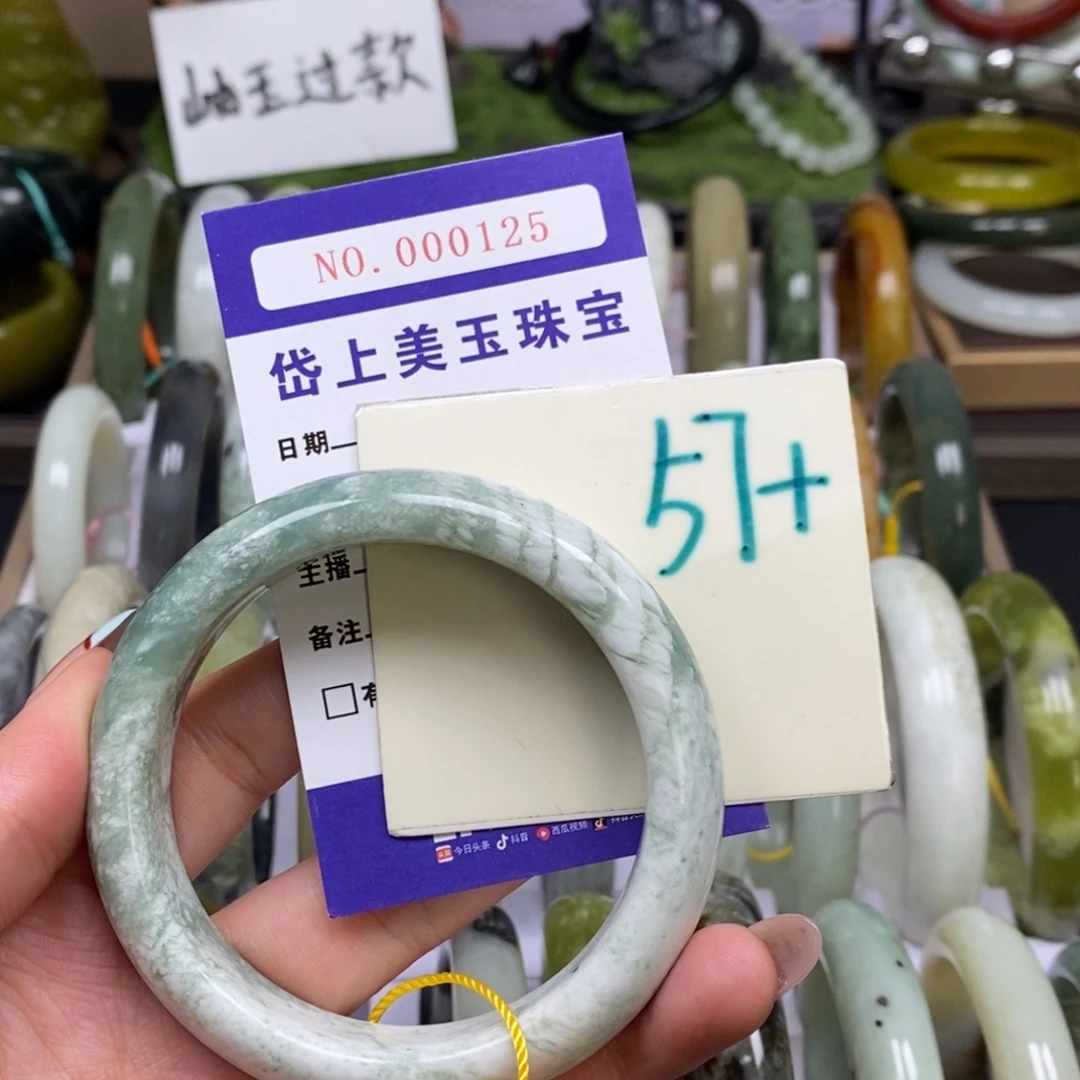 岫玉过款
NO.000125
岱上美玉珠宝
日期
57+
主播
备注
□有
今日头条 抖音 西瓜视频